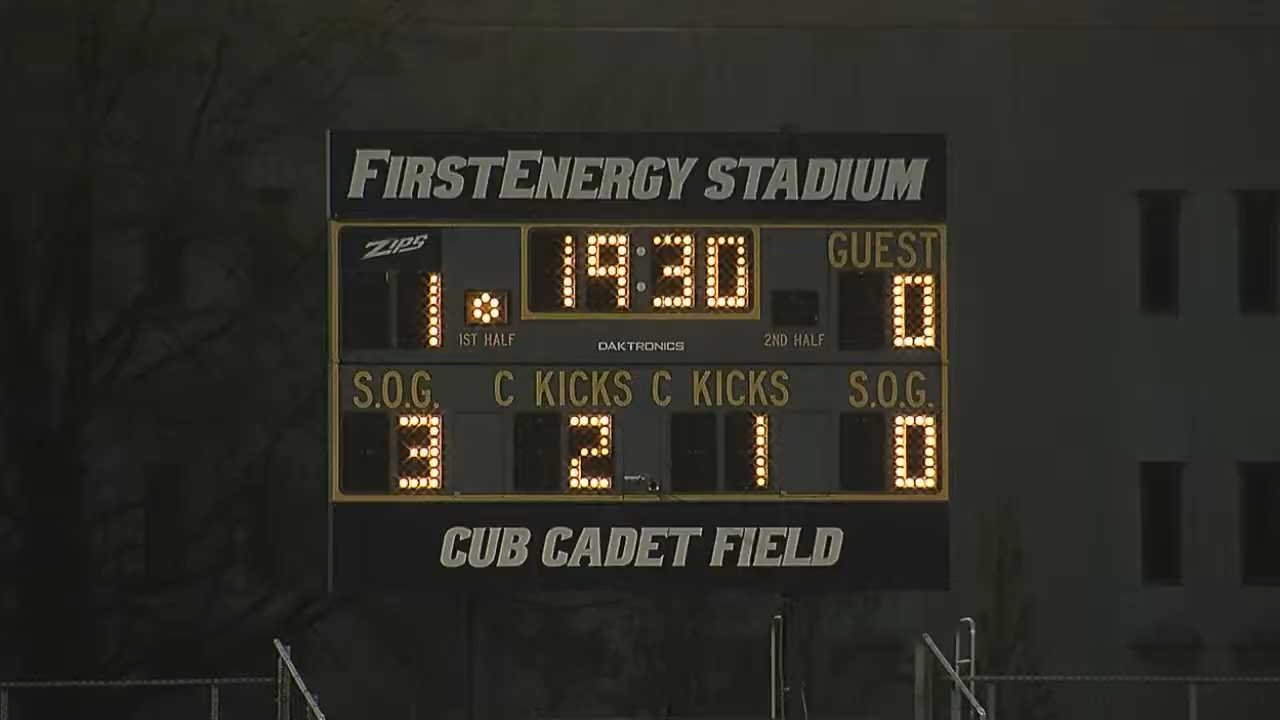 FIRSTENERGY STADIUM
ZIPS 19:30 GUEST
1 0
1ST HALF DAKTRONICS 2ND HALF
S.O.G. C KICKS C KICKS S.O.G.
3 2 1 0
CUB CADET FIELD